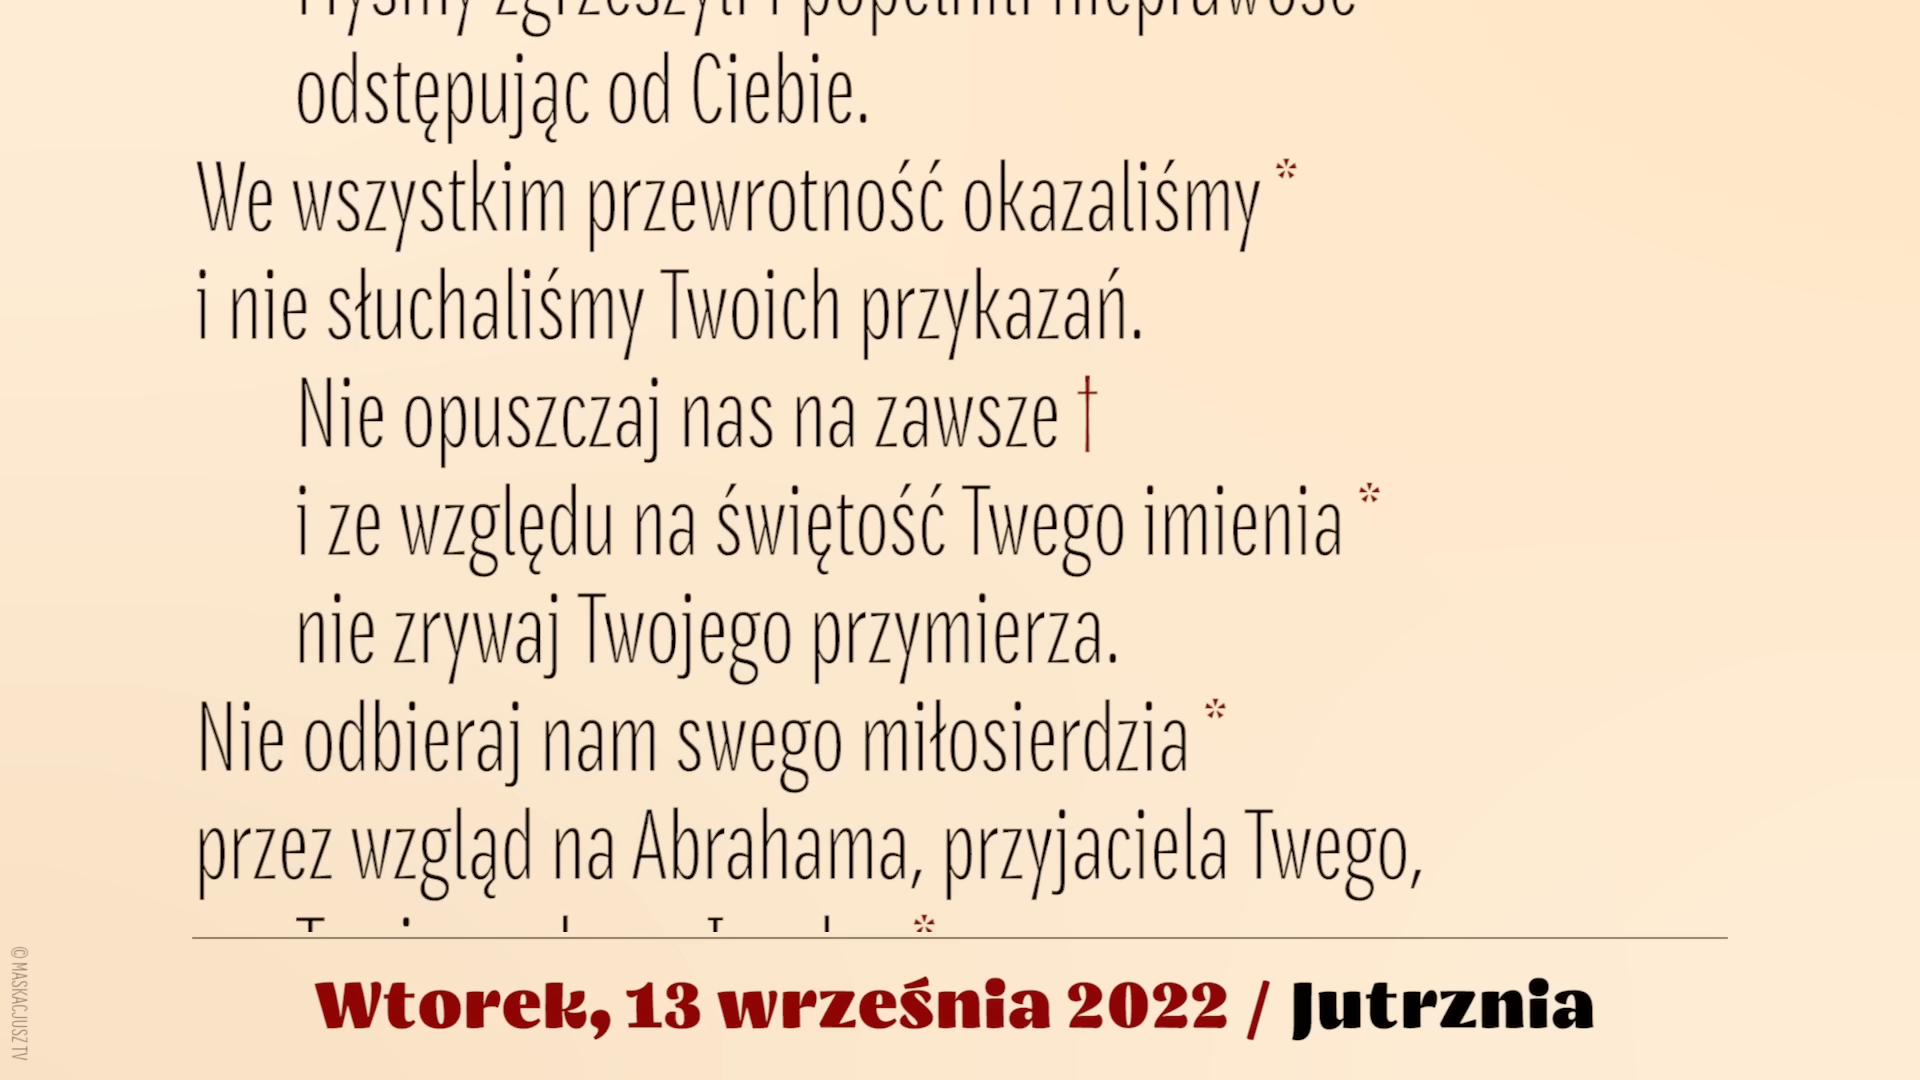 odstępując od Ciebie.
We wszystkim przewrotność okazaliśmy *
i nie słuchaliśmy Twoich przykazań.
Nie opuszczaj nas na zawsze †
i ze względu na świętość Twego imienia *
nie zrywaj Twojego przymierza.
Nie odbieraj nam swego miłosierdzia *
przez wzgląd na Abrahama, przyjaciela Twego,
Wtorek, 13 września 2022 / Jutrznia
© MASKACJUSZ TV